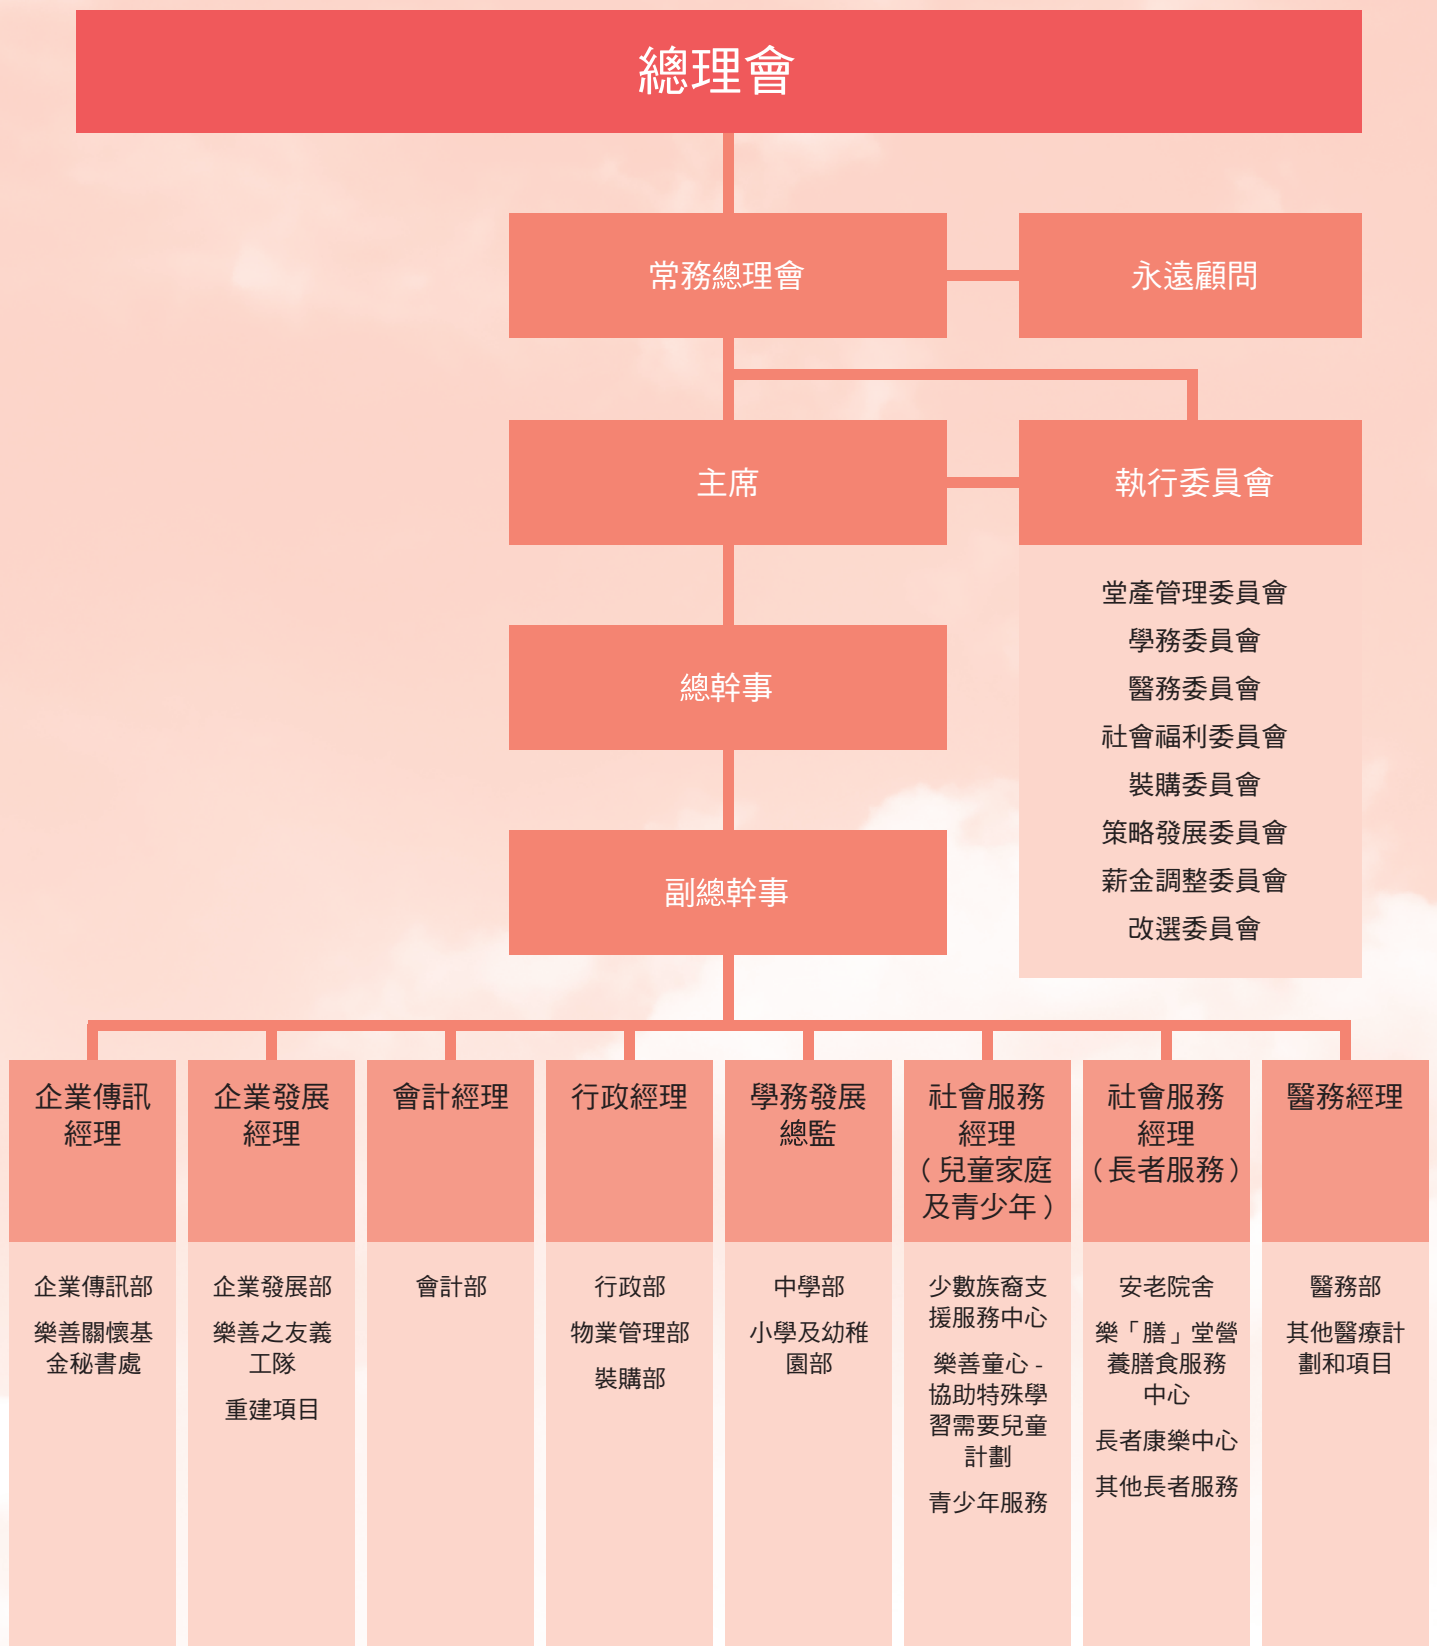 總理會
常務總理會
永遠顧問
主席
執行委員會
堂產管理委員會
學務委員會
醫務委員會
社會福利委員會
裝購委員會
策略發展委員會
薪金調整委員會
改選委員會
總幹事
副總幹事
企業傳訊
經理
企業傳訊部
樂善關懷基
金秘書處
企業發展
經理
企業發展部
樂善之友義
工隊
重建項目
會計經理
會計部
行政經理
行政部
物業管理部
裝購部
學務發展
總監
中學部
小學及幼稚
園部
社會服務
經理
（兒童家庭
及青少年）
少數族裔支
援服務中心
樂善童心 -
協助特殊學
習需要兒童
計劃
青少年服務
社會服務
經理
（長者服務）
安老院舍
樂「膳」堂營
養膳食服務
中心
長者康樂中心
其他長者服務
醫務經理
醫務部
其他醫療計
劃和項目